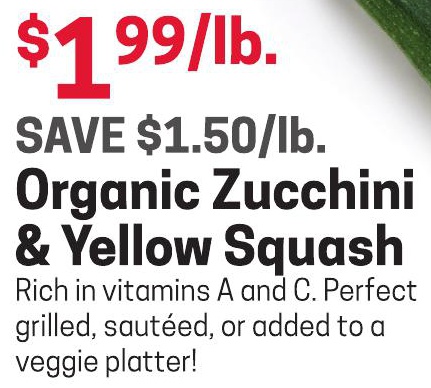 $1.99/lb.
SAVE $1.50/lb.
Organic Zucchini
& Yellow Squash
Rich in vitamins A and C. Perfect
grilled, sautéed, or added to a
veggie platter!